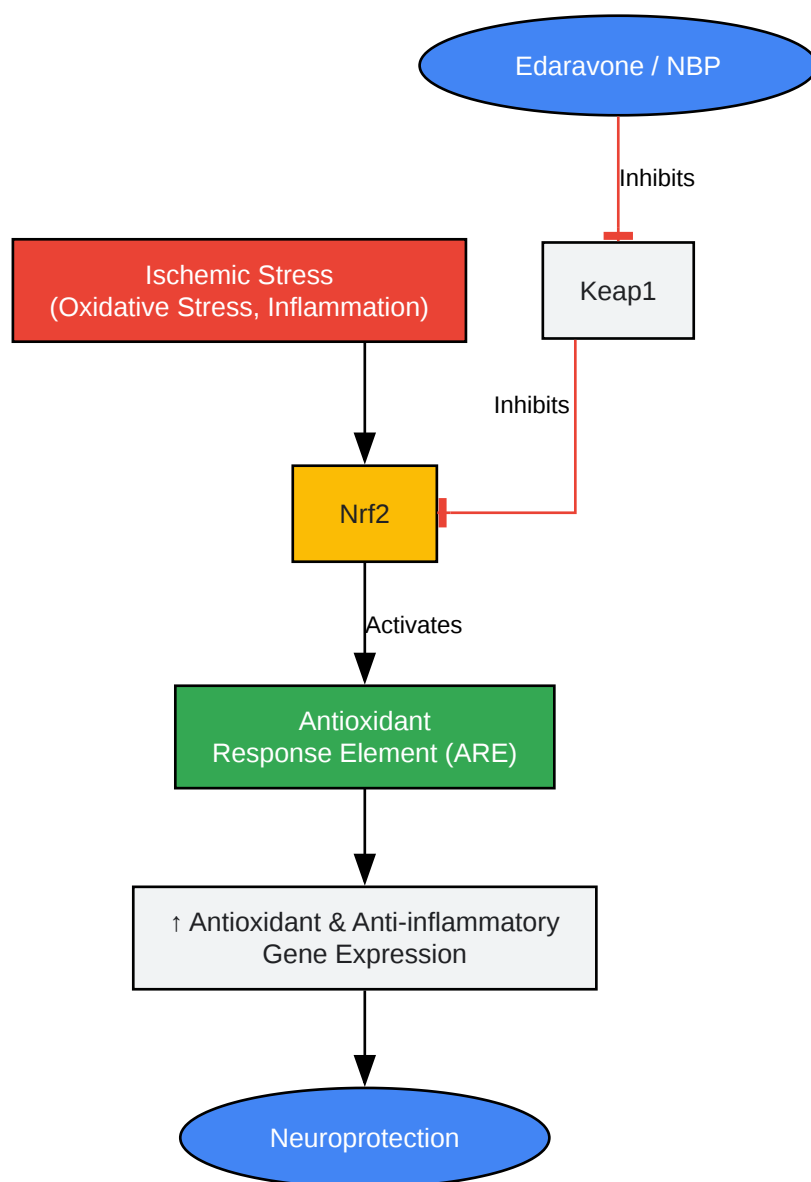 Edaravone / NBP
Inhibits
Ischemic Stress
(Oxidative Stress, Inflammation)
Keap1
Inhibits
Nrf2
Activates
Antioxidant
Response Element (ARE)
↑ Antioxidant & Anti-inflammatory
Gene Expression
Neuroprotection